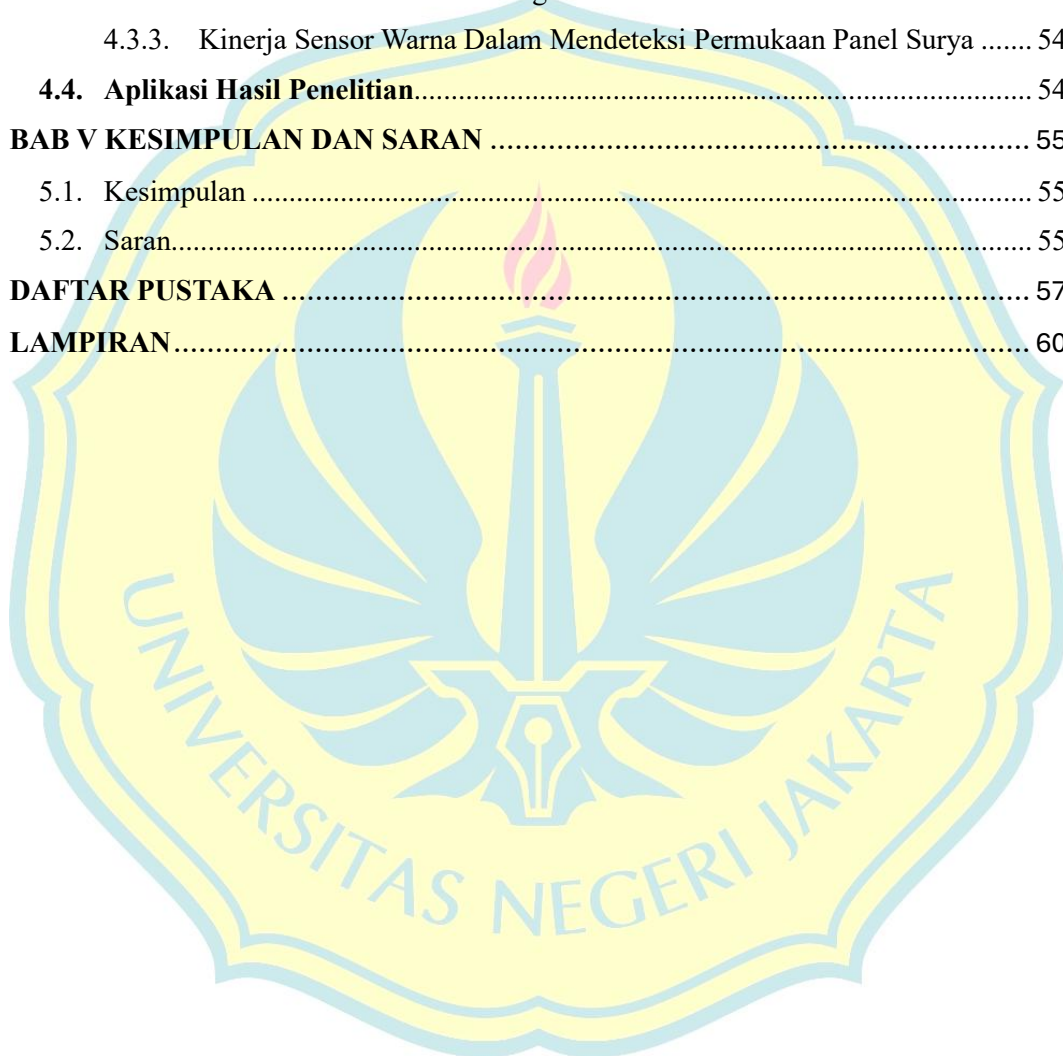 4.3.3. Kinerja Sensor Warna Dalam Mendeteksi Permukaan Panel Surya ....... 54
4.4. Aplikasi Hasil Penelitian.......................................................................... 54
BAB V KESIMPULAN DAN SARAN ................................................................ 55
5.1. Kesimpulan ............................................................................................ 55
5.2. Saran...................................................................................................... 55
DAFTAR PUSTAKA ......................................................................................... 57
LAMPIRAN...................................................................................................... 60
UNIVERSITAS NEGERI JAKARTA